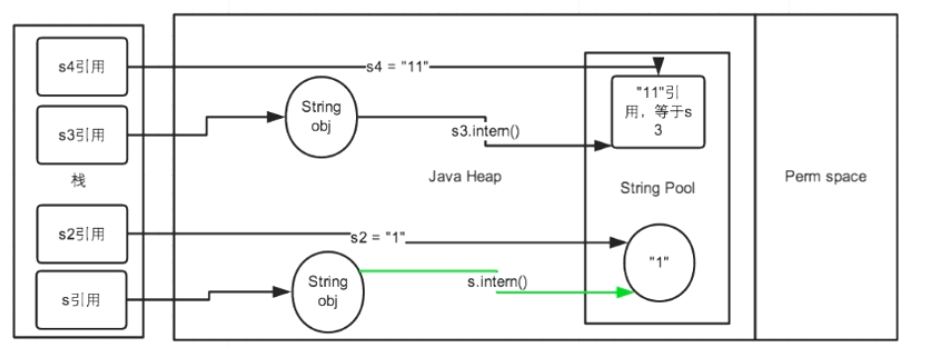 s4引用
s4 = "11"
"11"引
用，等于s
3
String
obj
s3引用
s3.intern()
栈
Java Heap
String Pool
Perm space
s2引用
s2 = "1"
"1"
String
obj
s.intern()
s引用